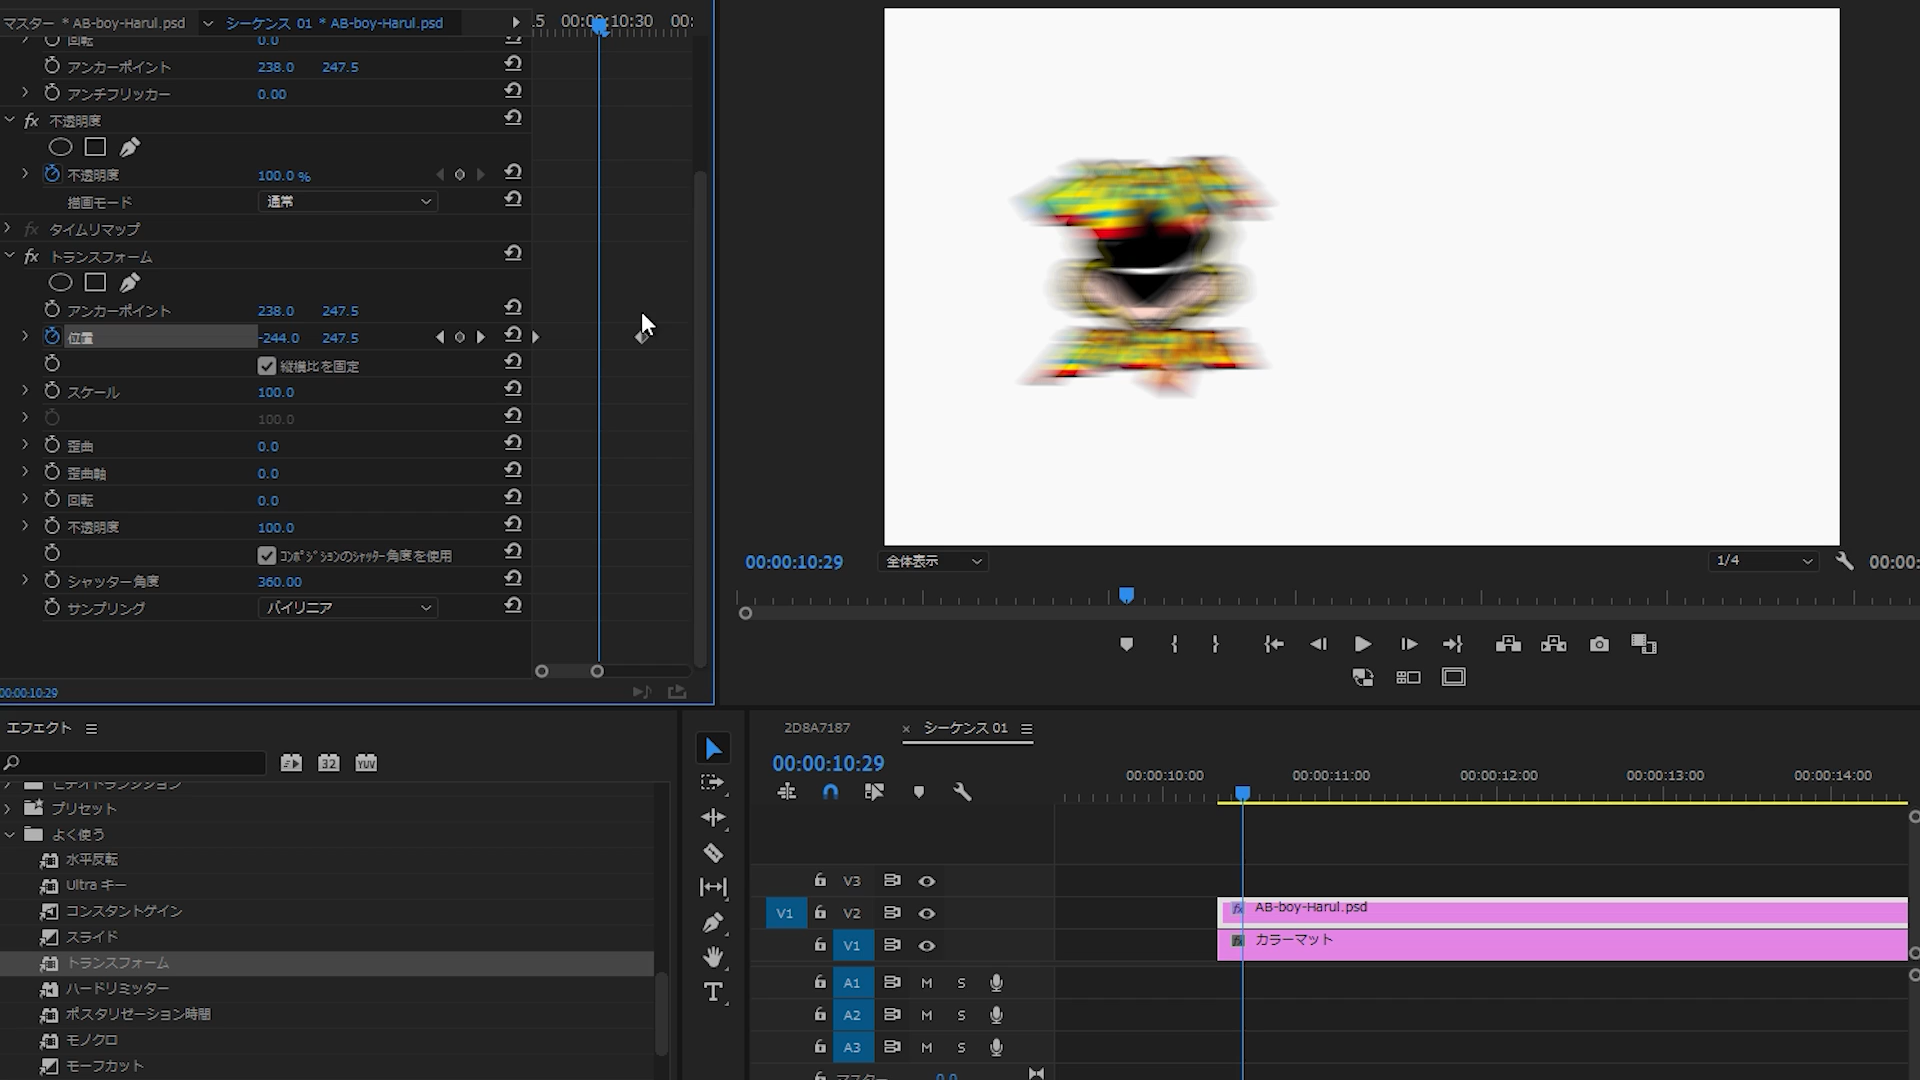 マスター * AB-boy-Harul.psd
シーケンス 01 * AB-boy-Harul.psd
00:00:10:30
00:
回転
0.0
アンカーポイント
238.0 247.5
アンチフリッカー
0.00
fx 不透明度
不透明度
100.0 %
描画モード
通常
fx タイムリマップ
fx トランスフォーム
アンカーポイント
238.0 247.5
位置
-244.0 247.5
縦横比を固定
スケール
100.0
100.0
歪曲
0.0
歪曲軸
0.0
回転
0.0
不透明度
100.0
コンポジションのシャッター角度を使用
シャッター角度
360.00
サンプリング
バイリニア
00:00:10:29
00:00:10:29
全体表示
1/4
00:00:
エフェクト
32
YUV
ビデオトランジション
プリセット
よく使う
水平反転
Ultra キー
コンスタントゲイン
スライド
トランスフォーム
ハードリミッター
ポスタリゼーション時間
モノクロ
モーフカット
2D8A7187
× シーケンス 01
00:00:10:29
00:00:10:00
00:00:11:00
00:00:12:00
00:00:13:00
00:00:14:00
V3
V1 V2
V1
fx AB-boy-Harul.psd
fx カラーマット
A1 M S
A2 M S
A3 M S
マスター 0.0